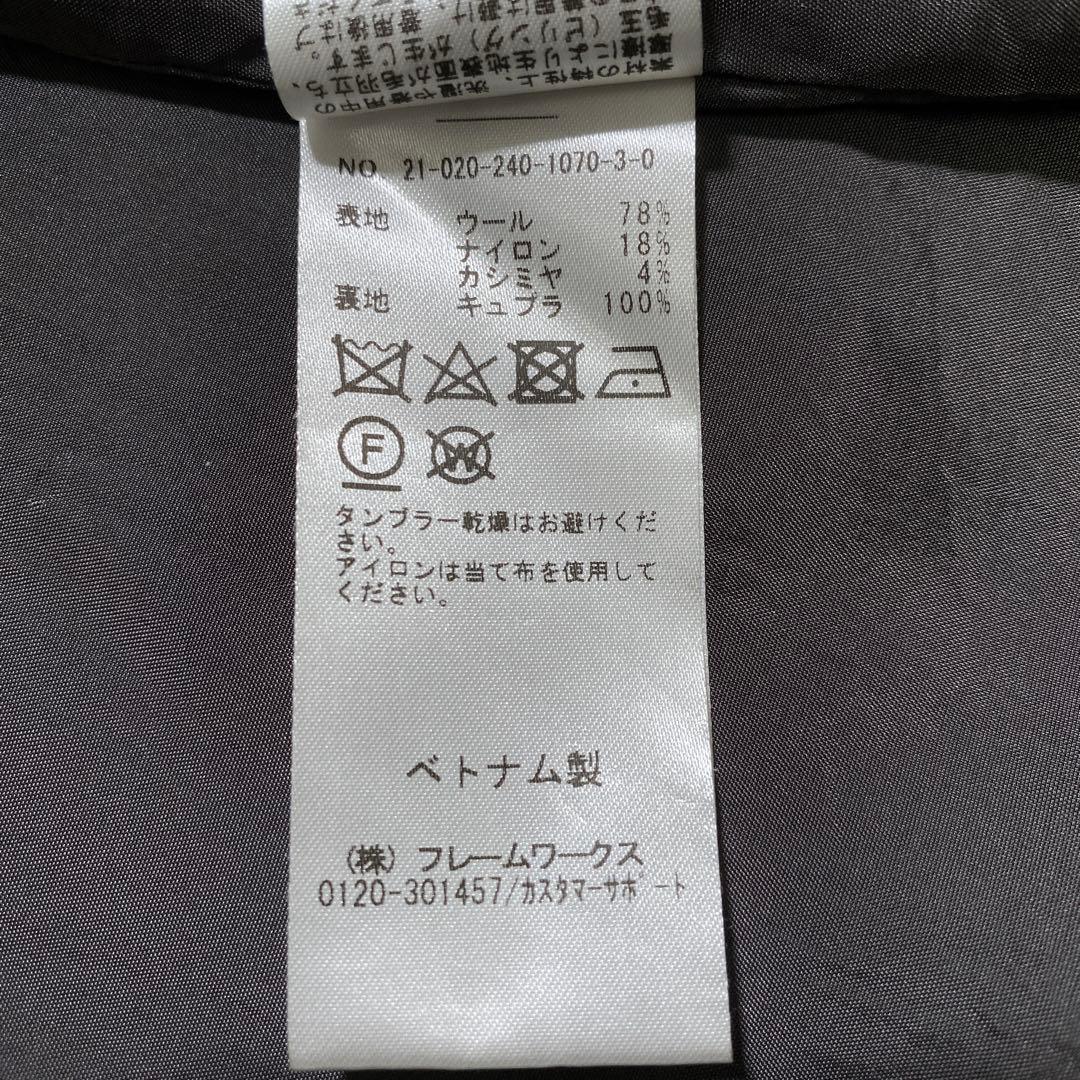 NO 21-020-240-1070-3-0
表地 ウール 78%
ナイロン 18%
カシミヤ 4%
裏地 キュプラ 100%
F
W
タンブラー乾燥はお避けくだ
さい。
アイロンは当て布を使用して
ください。
ベトナム製
(株)フレームワークス
0120-301457/カスタマーサポート